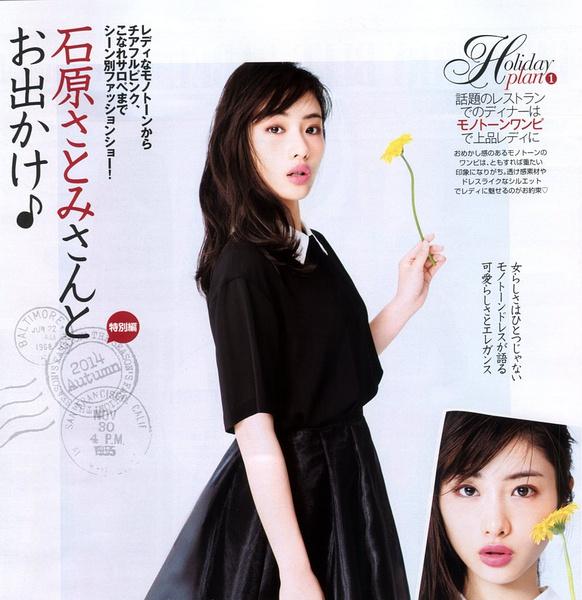 レディなモノトーンから
チアフルピンク、
こなれサロペまで
シーン別ファッションショー!
石原さとみさんと
お出かけ♪
特別編
Holiday
plan 1
話題のレストラン
でのディナーは
モノトーンワンピ
で上品レディに
おめかし感のあるモノトーンの
ワンピは、ともすれば重たい
印象になりがち。透け感素材や
ドレスライクなシルエット
でレディに魅せるのがお約束♡
女らしさはひとつじゃない
モノトーンドレスが語る
可愛らしさとエレガンス
BALTIMORE
JUN 22
1958
2014
Autumn
SAN FRANCISCO, CALIF
NOV
30
4 P.M.
1955